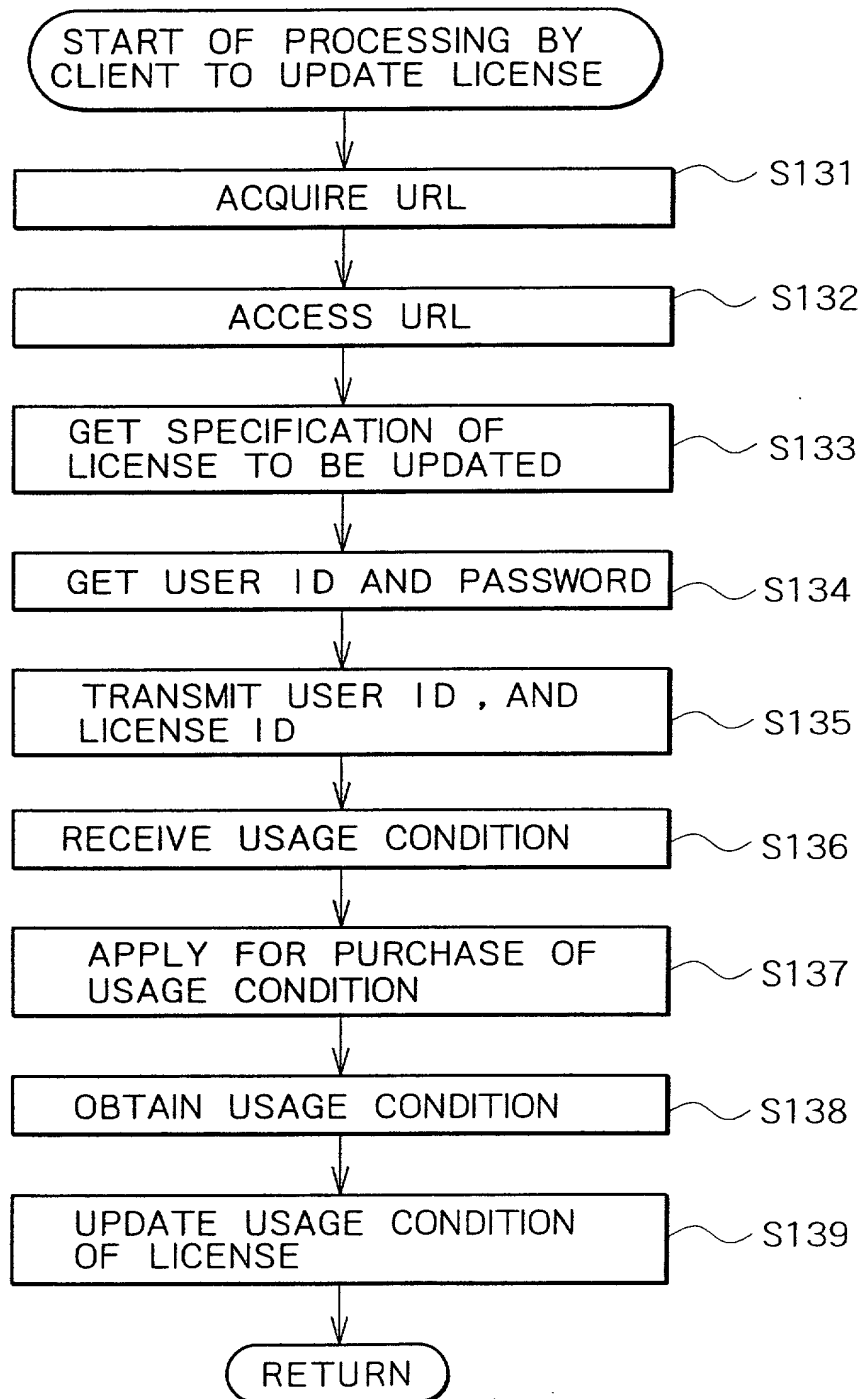 START OF PROCESSING BY
CLIENT TO UPDATE LICENSE
ACQUIRE URL
S131
ACCESS URL
S132
GET SPECIFICATION OF
LICENSE TO BE UPDATED
S133
GET USER ID AND PASSWORD
S134
TRANSMIT USER ID , AND
LICENSE ID
S135
RECEIVE USAGE CONDITION
S136
APPLY FOR PURCHASE OF
USAGE CONDITION
S137
OBTAIN USAGE CONDITION
S138
UPDATE USAGE CONDITION
OF LICENSE
S139
RETURN